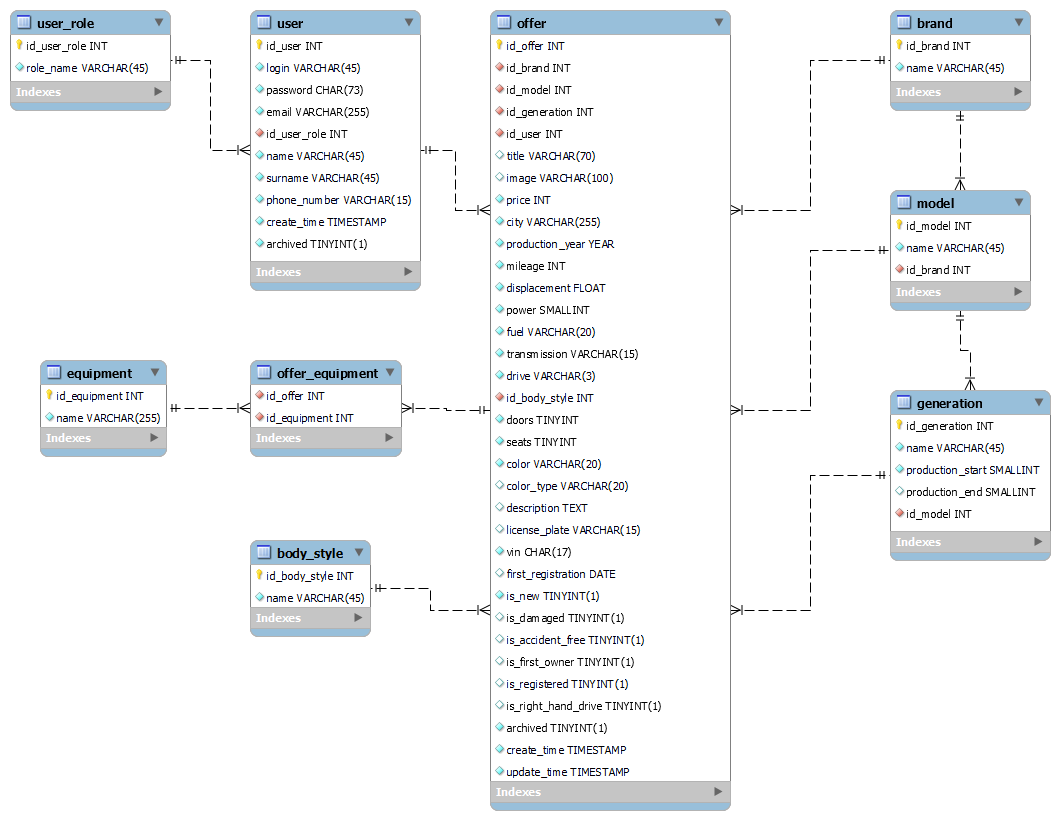 user_role
id_user_role INT
role_name VARCHAR(45)
Indexes
user
id_user INT
login VARCHAR(45)
password CHAR(73)
email VARCHAR(255)
id_user_role INT
name VARCHAR(45)
surname VARCHAR(45)
phone_number VARCHAR(15)
create_time TIMESTAMP
archived TINYINT(1)
Indexes
equipment
id_equipment INT
name VARCHAR(255)
Indexes
offer_equipment
id_offer INT
id_equipment INT
Indexes
body_style
id_body_style INT
name VARCHAR(45)
Indexes
offer
id_offer INT
id_brand INT
id_model INT
id_generation INT
id_user INT
title VARCHAR(70)
image VARCHAR(100)
price INT
city VARCHAR(255)
production_year YEAR
mileage INT
displacement FLOAT
power SMALLINT
fuel VARCHAR(20)
transmission VARCHAR(15)
drive VARCHAR(3)
id_body_style INT
doors TINYINT
seats TINYINT
color VARCHAR(20)
color_type VARCHAR(20)
description TEXT
license_plate VARCHAR(15)
vin CHAR(17)
first_registration DATE
is_new TINYINT(1)
is_damaged TINYINT(1)
is_accident_free TINYINT(1)
is_first_owner TINYINT(1)
is_registered TINYINT(1)
is_right_hand_drive TINYINT(1)
archived TINYINT(1)
create_time TIMESTAMP
update_time TIMESTAMP
Indexes
brand
id_brand INT
name VARCHAR(45)
Indexes
model
id_model INT
name VARCHAR(45)
id_brand INT
Indexes
generation
id_generation INT
name VARCHAR(45)
production_start SMALLINT
production_end SMALLINT
id_model INT
Indexes